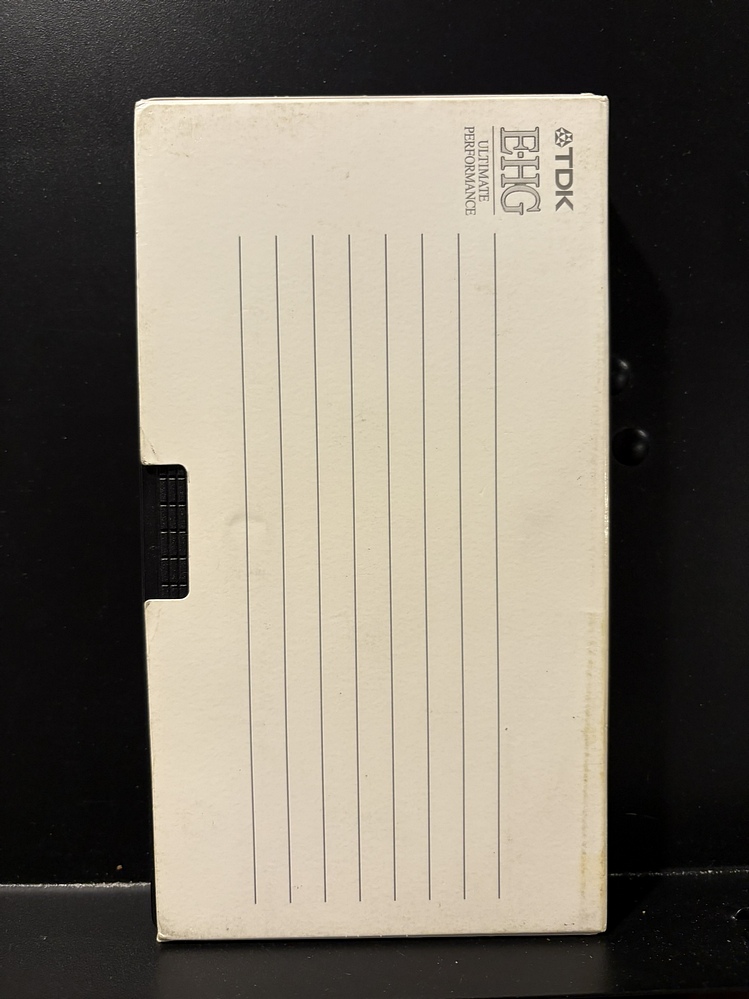 TDK
E-HG
ULTIMATE
PERFORMANCE